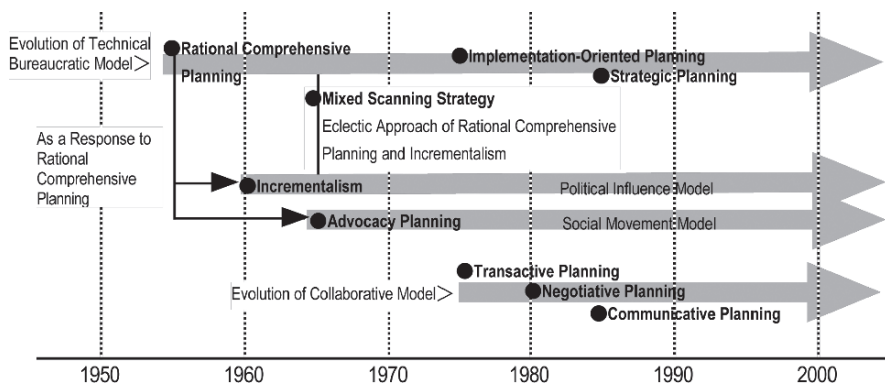 Evolution of Technical
Bureaucratic Model>
Rational Comprehensive
Planning
Implementation-Oriented Planning
Strategic Planning
Mixed Scanning Strategy
Eclectic Approach of Rational Comprehensive
Planning and Incrementalism
As a Response to
Rational
Comprehensive
Planning
Incrementalism
Political Influence Model
Advocacy Planning
Social Movement Model
Transactive Planning
Evolution of Collaborative Model>
Negotiative Planning
Communicative Planning
1950 1960 1970 1980 1990 2000